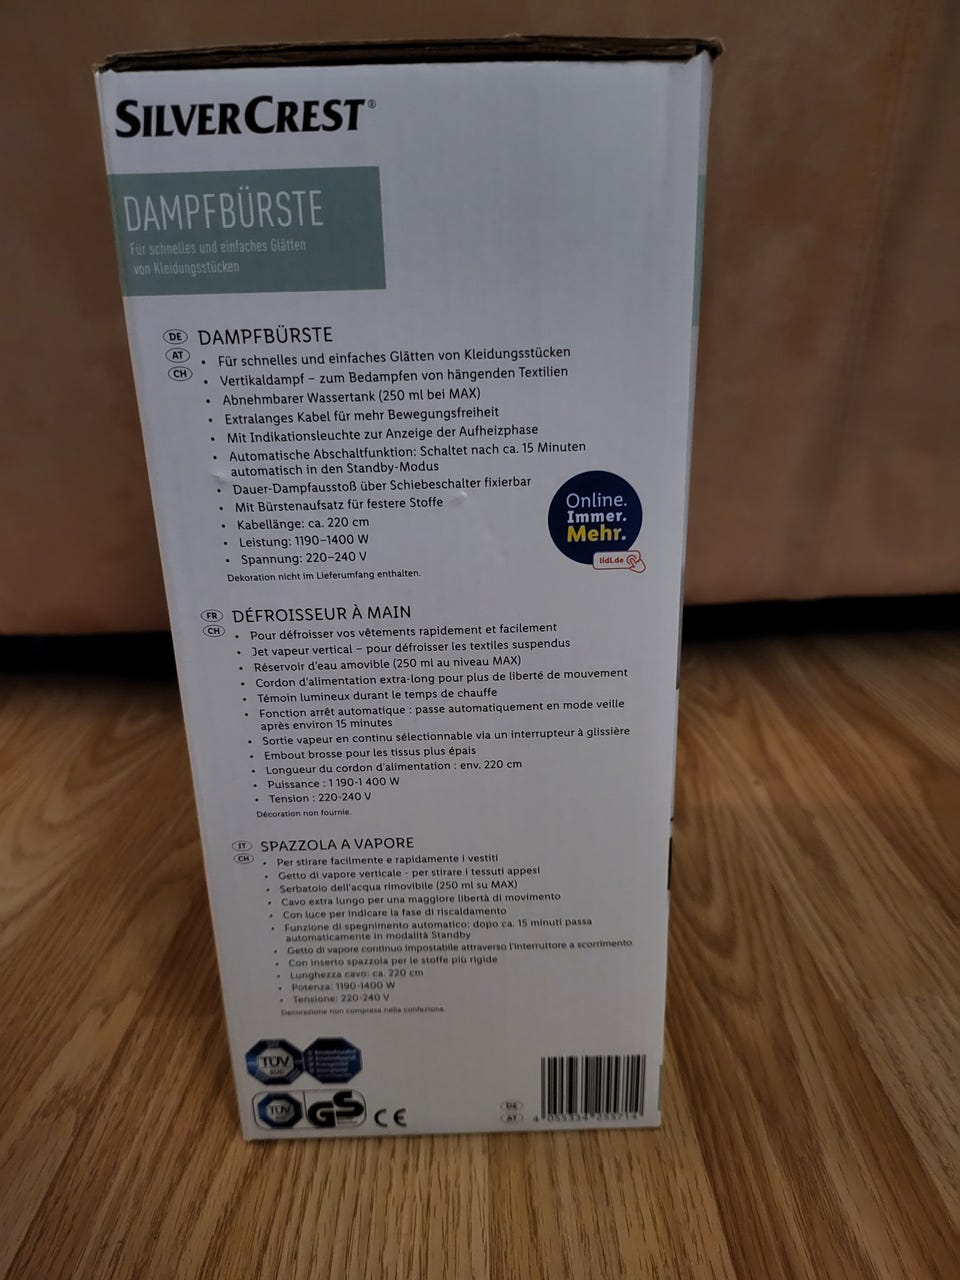 SILVERCREST®
DAMPFBÜRSTE
Für schnelles und einfaches Glätten
von Kleidungsstücken
DE DAMPFBÜRSTE
AT • Für schnelles und einfaches Glätten von Kleidungsstücken
CH • Vertikaldampf – zum Bedampfen von hängenden Textilien
• Abnehmbarer Wassertank (250 ml bei MAX)
• Extralanges Kabel für mehr Bewegungsfreiheit
• Mit Indikationsleuchte zur Anzeige der Aufheizphase
• Automatische Abschaltfunktion: Schaltet nach ca. 15 Minuten
automatisch in den Standby-Modus
• Dauer-Dampfausstoß über Schiebeschalter fixierbar
• Mit Bürstenaufsatz für festere Stoffe
• Kabellänge: ca. 220 cm
• Leistung: 1190–1400 W
• Spannung: 220–240 V
Dekoration nicht im Lieferumfang enthalten.
Online.
Immer.
Mehr.
lidl.de
FR DÉFROISSEUR À MAIN
CH • Pour défroisser vos vêtements rapidement et facilement
• Jet vapeur vertical – pour défroisser les textiles suspendus
• Réservoir d'eau amovible (250 ml au niveau MAX)
• Cordon d'alimentation extra-long pour plus de liberté de mouvement
• Témoin lumineux durant le temps de chauffe
• Fonction arrêt automatique : passe automatiquement en mode veille
après environ 15 minutes
• Sortie vapeur en continu sélectionnable via un interrupteur à glissière
• Embout brosse pour les tissus plus épais
• Longueur du cordon d'alimentation : env. 220 cm
• Puissance : 1 190-1 400 W
• Tension : 220-240 V
Décoration non fournie.
IT SPAZZOLA A VAPORE
CH • Per stirare facilmente e rapidamente i vestiti
• Getto di vapore verticale - per stirare i tessuti appesi
• Serbatoio dell'acqua rimovibile (250 ml su MAX)
• Cavo extra lungo per una maggiore libertà di movimento
• Con luce per indicare la fase di riscaldamento
• Funzione di spegnimento automatico: dopo ca. 15 minuti passa
automaticamente in modalità Standby
• Getto di vapore continuo impostabile attraverso l'interruttore a scorrimento
• Con inserto spazzola per le stoffe più rigide
• Lunghezza cavo: ca. 220 cm
• Potenza: 1190-1400 W
• Tensione: 220-240 V
Decorazione non compresa nella confezione.
TÜV
SÜD
TÜV
GS
CE
DE
AT